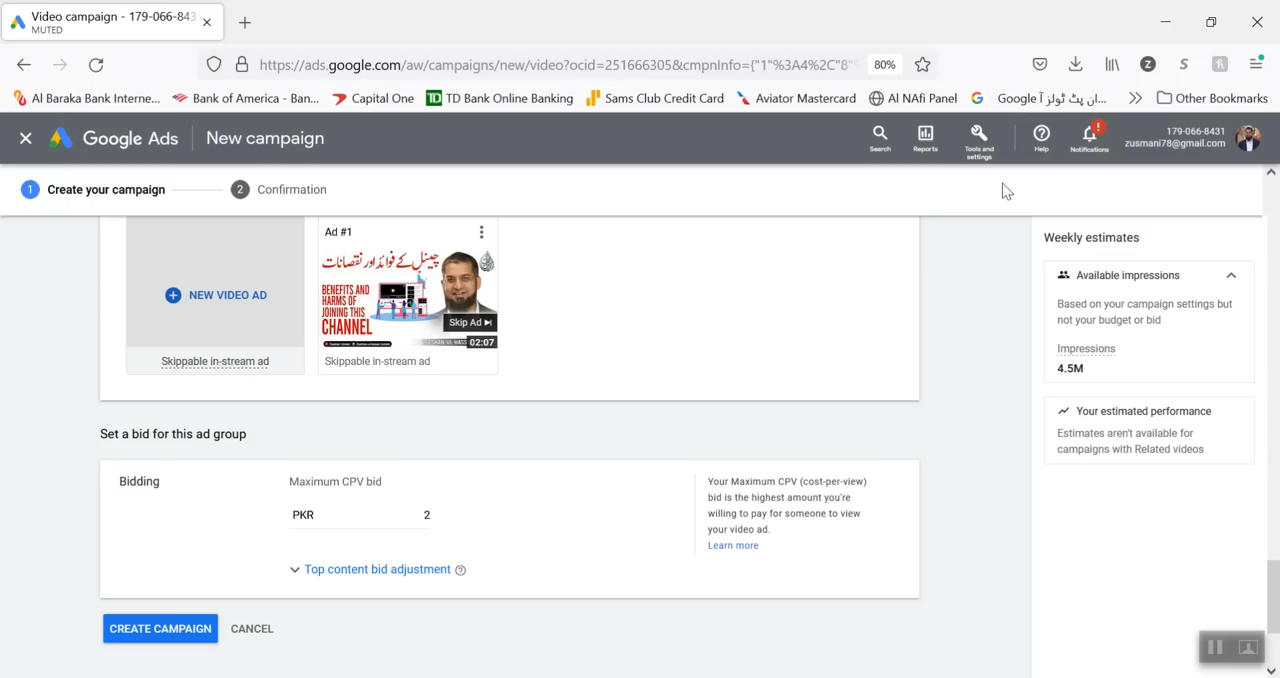 Video campaign - 179-066-843
MUTED
https://ads.google.com/aw/campaigns/new/video?ocid=251666305&cmpnInfo={"1"%3A4%2C"8"%
80%
Al Baraka Bank Interne...
Bank of America - Ban...
Capital One
TD Bank Online Banking
Sams Club Credit Card
Aviator Mastercard
Al NAfi Panel
Google ان پٹ ٹولز آ...
Other Bookmarks
Google Ads
New campaign
Search
Reports
Tools and
settings
Help
Notifications
179-066-8431
zusmani78@gmail.com
1 Create your campaign
2 Confirmation
NEW VIDEO AD
Skippable in-stream ad
Ad #1
چینل کے فوائد اور نقصانات
BENEFITS AND
HARMS OF
JOINING THIS
CHANNEL
Skip Ad
02:07
Skippable in-stream ad
Set a bid for this ad group
Bidding
Maximum CPV bid
PKR 2
Top content bid adjustment
Your Maximum CPV (cost-per-view)
bid is the highest amount you're
willing to pay for someone to view
your video ad.
Learn more
CREATE CAMPAIGN
CANCEL
Weekly estimates
Available impressions
Based on your campaign settings but
not your budget or bid
Impressions
4.5M
Your estimated performance
Estimates aren't available for
campaigns with Related videos